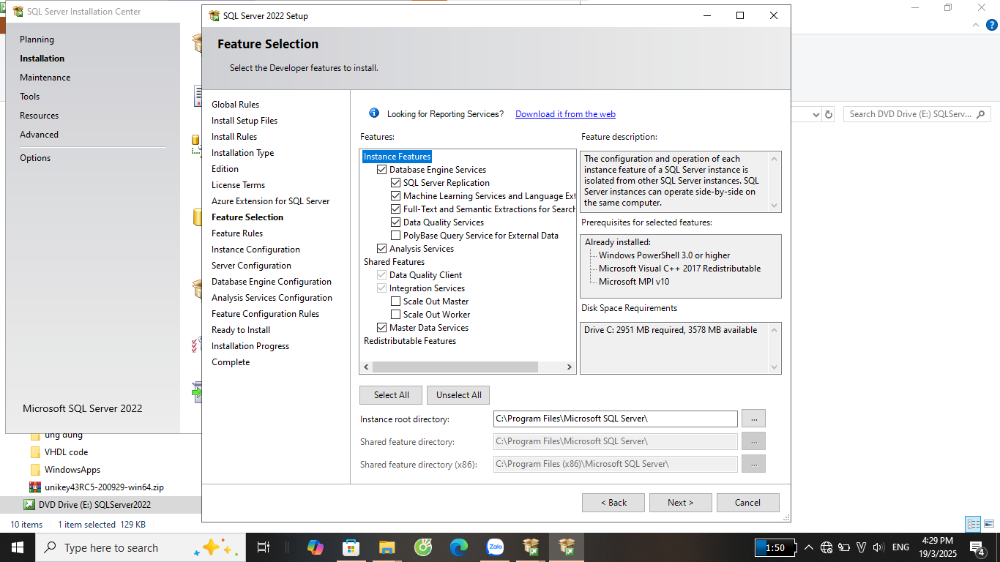 SQL Server Installation Center
Planning
Installation
Maintenance
Tools
Resources
Advanced
Options
Microsoft SQL Server 2022
ung dung
VHDL code
WindowsApps
unikey43RC5-200929-win64.zip
DVD Drive (E:) SQLServer2022
10 items 1 item selected 129 KB
SQL Server 2022 Setup
Feature Selection
Select the Developer features to install.
Global Rules
Install Setup Files
Install Rules
Installation Type
Edition
License Terms
Azure Extension for SQL Server
Feature Selection
Feature Rules
Instance Configuration
Server Configuration
Database Engine Configuration
Analysis Services Configuration
Feature Configuration Rules
Ready to Install
Installation Progress
Complete
Looking for Reporting Services? Download it from the web
Features:
Instance Features
Database Engine Services
SQL Server Replication
Machine Learning Services and Language Ext
Full-Text and Semantic Extractions for Search
Data Quality Services
PolyBase Query Service for External Data
Analysis Services
Shared Features
Data Quality Client
Integration Services
Scale Out Master
Scale Out Worker
Master Data Services
Redistributable Features
Feature description:
The configuration and operation of each
instance feature of a SQL Server instance is
isolated from other SQL Server instances. SQL
Server instances can operate side-by-side on
the same computer.
Prerequisites for selected features:
Already installed:
Windows PowerShell 3.0 or higher
Microsoft Visual C++ 2017 Redistributable
Microsoft MPI v10
Disk Space Requirements
Drive C: 2951 MB required, 3578 MB available
Select All
Unselect All
Instance root directory:
C:\Program Files\Microsoft SQL Server\
...
Shared feature directory:
C:\Program Files\Microsoft SQL Server\
...
Shared feature directory (x86):
C:\Program Files (x86)\Microsoft SQL Server\
...
< Back
Next >
Cancel
Search DVD Drive (E:) SQLServ...
Type here to search
Zalo
1:50
ENG
4:29 PM
19/3/2025
4